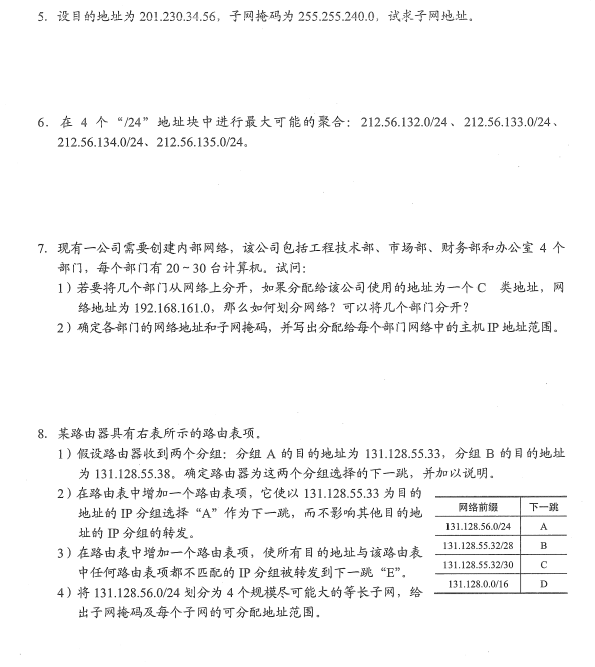 5. 设目的地址为 201.230.34.56，子网掩码为 255.255.240.0，试求子网地址。
6. 在 4 个 “/24” 地址块中进行最大可能的聚合：212.56.132.0/24、212.56.133.0/24、
212.56.134.0/24、212.56.135.0/24。
7. 现有一公司需要创建内部网络，该公司包括工程技术部、市场部、财务部和办公室 4 个
部门，每个部门有 20~30 台计算机。试问：
1）若要将几个部门从网络上分开，如果分配给该公司使用的地址为一个 C 类地址，网
络地址为 192.168.161.0，那么如何划分网络？可以将几个部门分开？
2）确定各部门的网络地址和子网掩码，并写出分配给每个部门网络中的主机 IP 地址范围。
8. 某路由器具有右表所示的路由表项。
1）假设路由器收到两个分组：分组 A 的目的地址为 131.128.55.33，分组 B 的目的地址
为 131.128.55.38。确定路由器为这两个分组选择的下一跳，并加以说明。
2）在路由表中增加一个路由表项，它使以 131.128.55.33 为目的
地址的 IP 分组选择 “A” 作为下一跳，而不影响其他目的地
址的 IP 分组的转发。
3）在路由表中增加一个路由表项，使所有目的地址与该路由表
中任何路由表项都不匹配的 IP 分组被转发到下一跳 “E”。
4）将 131.128.56.0/24 划分为 4 个规模尽可能大的等长子网，给
出子网掩码及每个子网的可分配地址范围。
网络前缀 下一跳
131.128.56.0/24 A
131.128.55.32/28 B
131.128.55.32/30 C
131.128.0.0/16 D